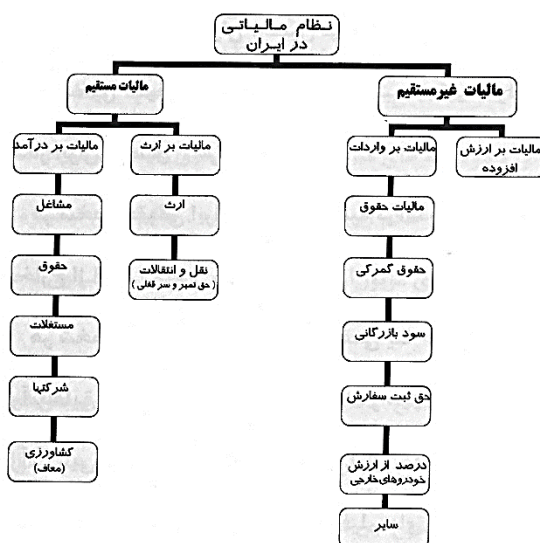 نظام مالیاتی
در ایران
مالیات غیرمستقیم
مالیات بر ارزش
افزوده
مالیات بر واردات
مالیات حقوق
حقوق گمرکی
سود بازرگانی
حق ثبت سفارش
درصد از ارزش
خودروهای خارجی
سایر
مالیات مستقیم
مالیات بر ارث
ارث
نقل و انتقالات
(حق تمبر و سرقفلی)
مالیات بر درآمد
مشاغل
حقوق
مستغلات
شرکتها
کشاورزی
(معاف)